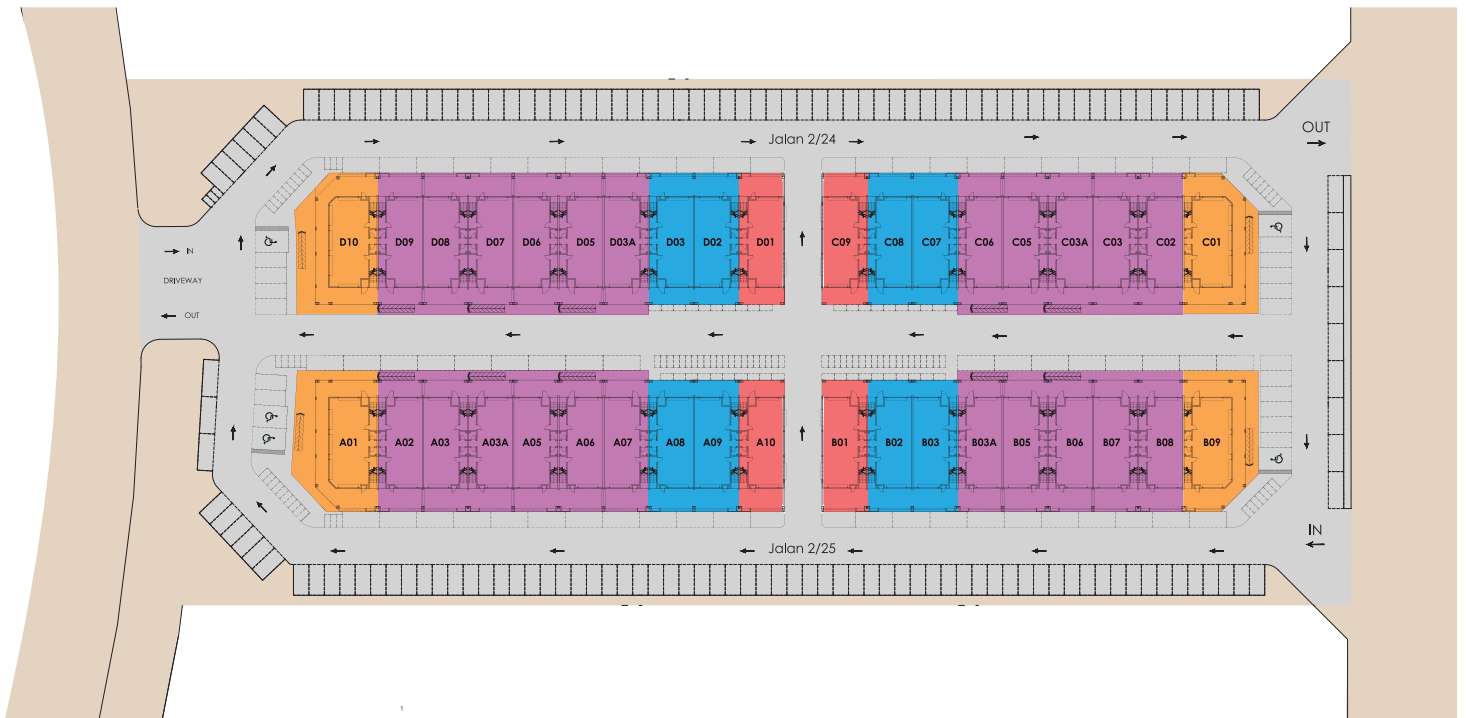 OUT
Jalan 2/24
D10 D09 D08 D07 D06 D05 D03A D03 D02 D01 C09 C08 C07 C06 C05 C03A C03 C02 C01
IN
DRIVEWAY
OUT
A01 A02 A03 A03A A05 A06 A07 A08 A09 A10 B01 B02 B03 B03A B05 B06 B07 B08 B09
IN
Jalan 2/25
1